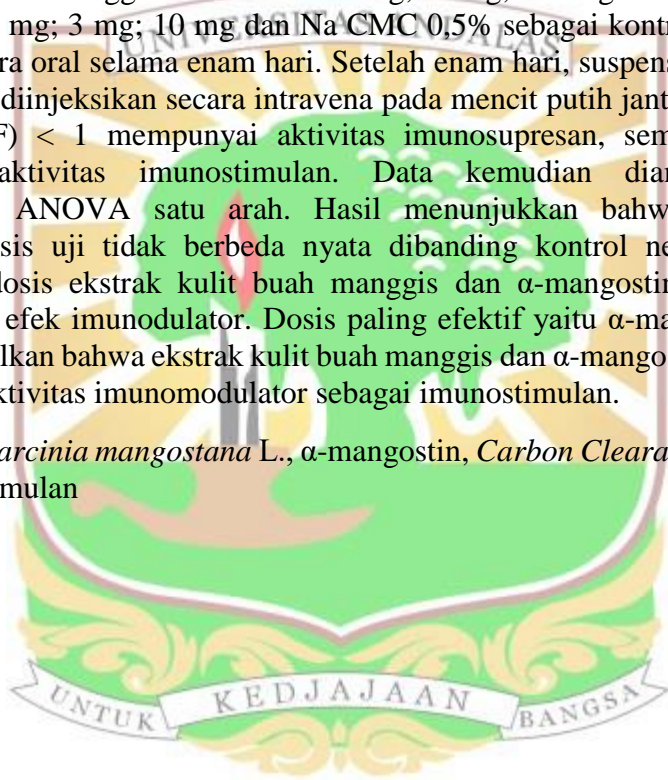 mg; 3 mg; 10 mg dan Na CMC 0,5% sebagai kontr
UNIVERSITAS ANDALAS
ra oral selama enam hari. Setelah enam hari, suspens
diinjeksikan secara intravena pada mencit putih jant
F) < 1 mempunyai aktivitas imunosupresan, sem
aktivitas imunostimulan. Data kemudian dian
ANOVA satu arah. Hasil menunjukkan bahw
sis uji tidak berbeda nyata dibanding kontrol ne
dosis ekstrak kulit buah manggis dan α-mangostin
efek imunodulator. Dosis paling efektif yaitu α-ma
lkan bahwa ekstrak kulit buah manggis dan α-mango
ktivitas imunomodulator sebagai imunostimulan.
arcinia mangostana L., α-mangostin, Carbon Cleara
mulan
UNTUK KEDJAJAAN BANGSA